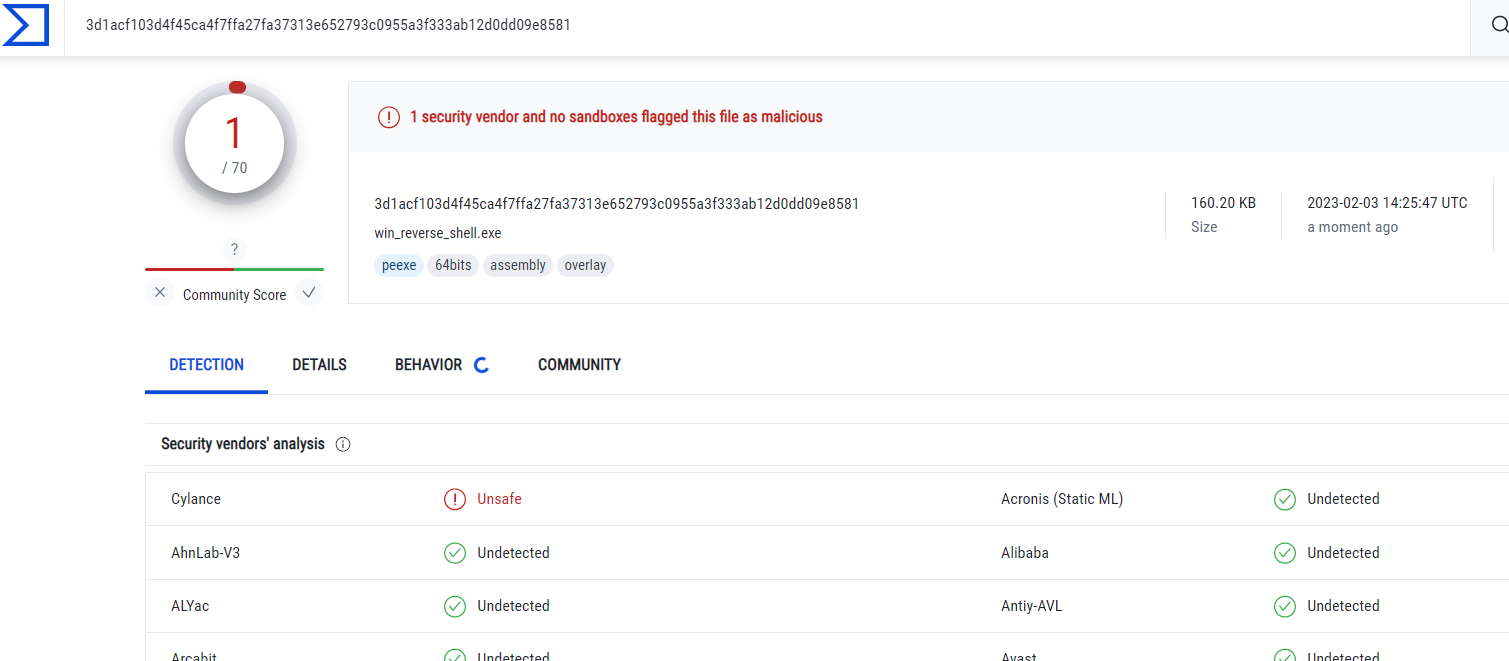 3d1acf103d4f45ca4f7ffa27fa37313e652793c0955a3f333ab12d0dd09e8581
1
/ 70
?
Community Score
1 security vendor and no sandboxes flagged this file as malicious
3d1acf103d4f45ca4f7ffa27fa37313e652793c0955a3f333ab12d0dd09e8581
win_reverse_shell.exe
peexe 64bits assembly overlay
160.20 KB
Size
2023-02-03 14:25:47 UTC
a moment ago
DETECTION DETAILS BEHAVIOR COMMUNITY
Security vendors' analysis
Cylance Unsafe Acronis (Static ML) Undetected
AhnLab-V3 Undetected Alibaba Undetected
ALYac Undetected Antiy-AVL Undetected
Arcabit Undetected Avast Undetected